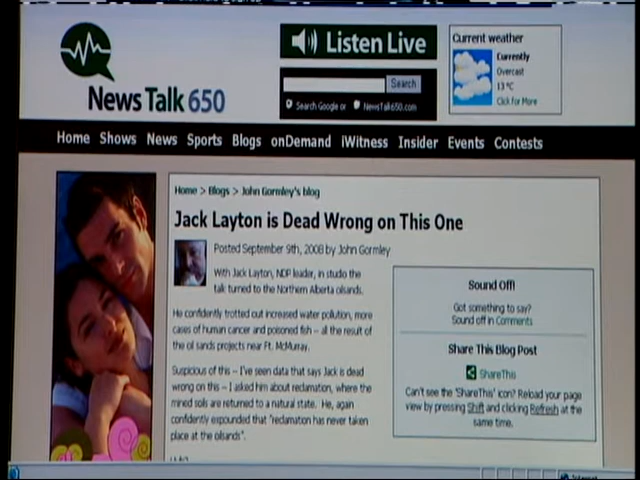 Listen Live
Current weather
Currently
Overcast
13 °C
Click for More
Search
Search Google or NewsTalk650.com
News Talk 650
Home Shows News Sports Blogs onDemand iWitness Insider Events Contests
Home > Blogs > John Gormley's blog
Jack Layton is Dead Wrong on This One
Posted September 9th, 2008 by John Gormley
With Jack Layton, NDP leader, in studio the
talk turned to the Northern Alberta oilsands.
He confidently trotted out increased water pollution, more
cases of human cancer and poisoned fish – all the result of
the oil sands projects near Ft. McMurray.
Suspicious of this – I've seen data that says Jack is dead
wrong on this – I asked him about reclamation, where the
mined soils are returned to a natural state. He, again
confidently expounded that "reclamation has never taken
place at the oilsands".
Sound Off!
Got something to say?
Sound off in Comments
Share This Blog Post
ShareThis
Can't see the 'ShareThis' icon? Reload your page
view by pressing Shift and clicking Refresh at the
same time.
Internet